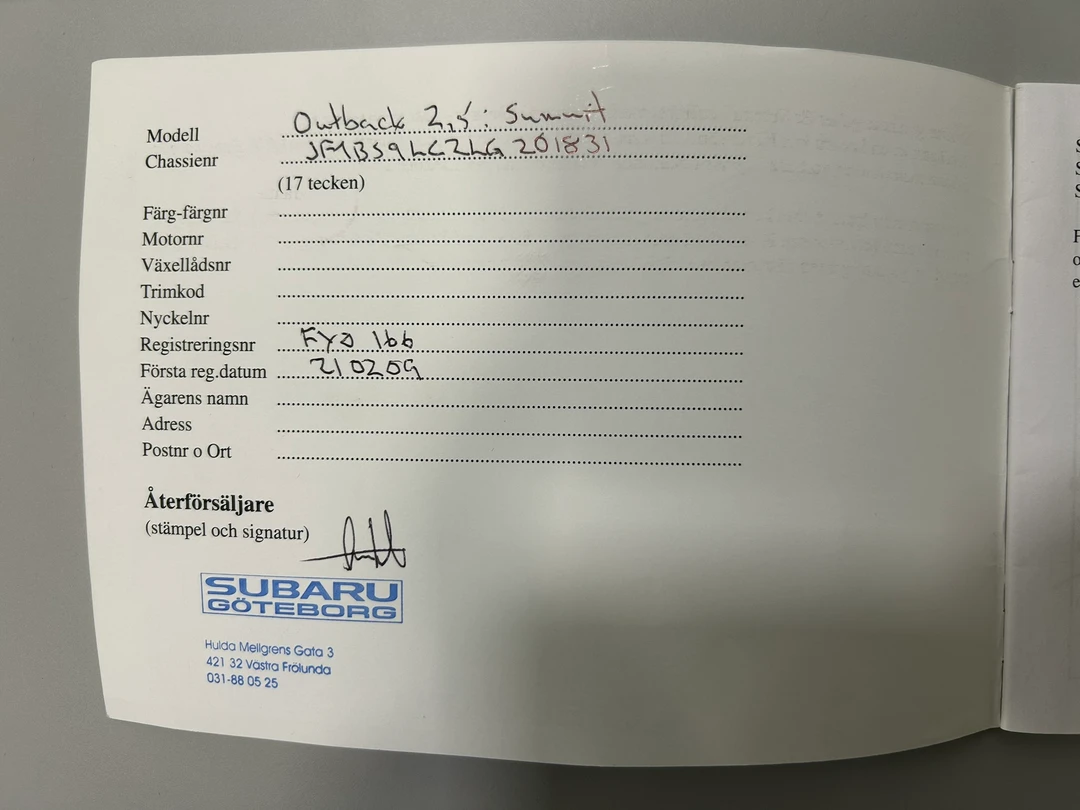 Modell Outback 2,5i Summit
Chassienr JF1BS9LC2LG201831
(17 tecken)
Färg-färgnr
Motornr
Växellådsnr
Trimkod
Nyckelnr
Registreringsnr 166
Första reg.datum 210209
Ägarens namn
Adress
Postnr o Ort
Återförsäljare
(stämpel och signatur)
SUBARU
GÖTEBORG
Hulda Mellgrens Gata 3
421 32 Västra Frölunda
031-88 05 25